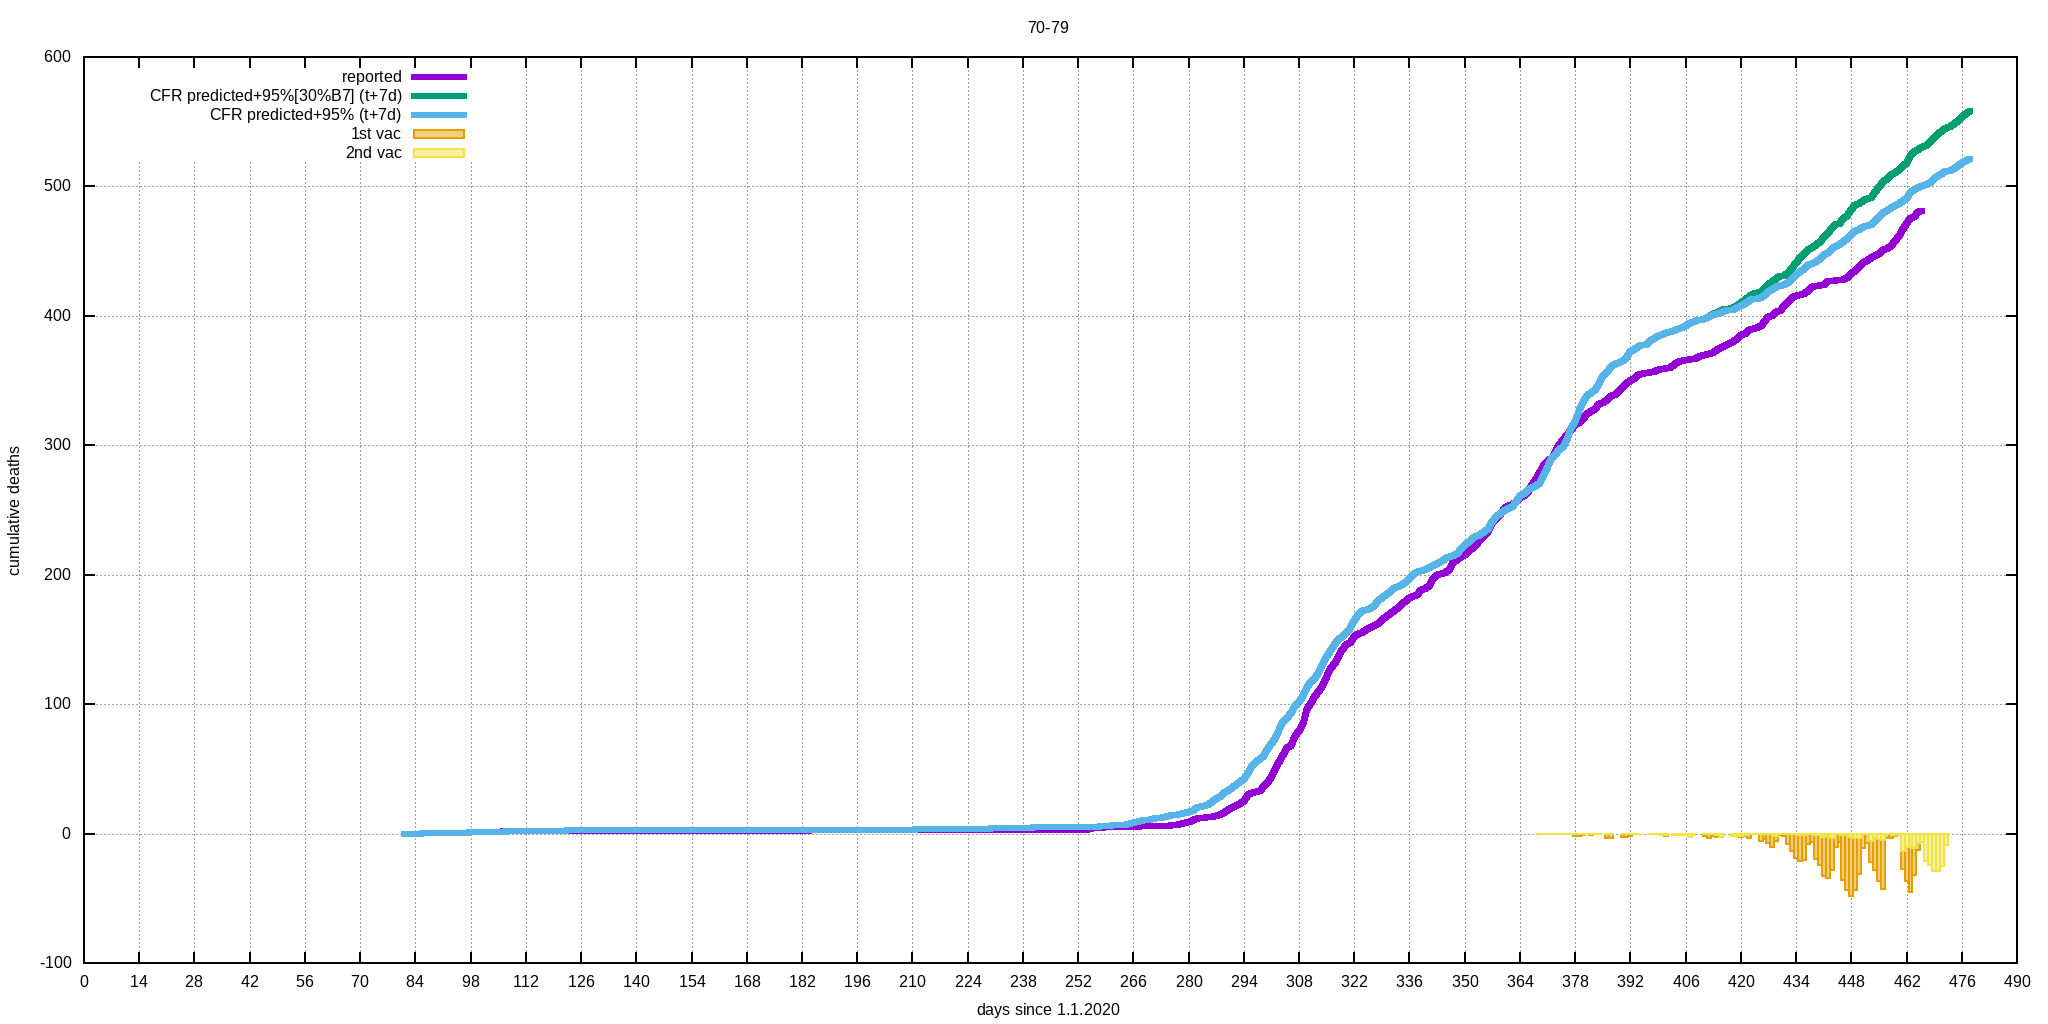 70-79
600
500
400
300
200
100
0
-100
cumulative deaths
reported
CFR predicted+95%[30%B7] (t+7d)
CFR predicted+95% (t+7d)
1st vac
2nd vac
0 14 28 42 56 70 84 98 112 126 140 154 168 182 196 210 224 238 252 266 280 294 308 322 336 350 364 378 392 406 420 434 448 462 476 490
days since 1.1.2020